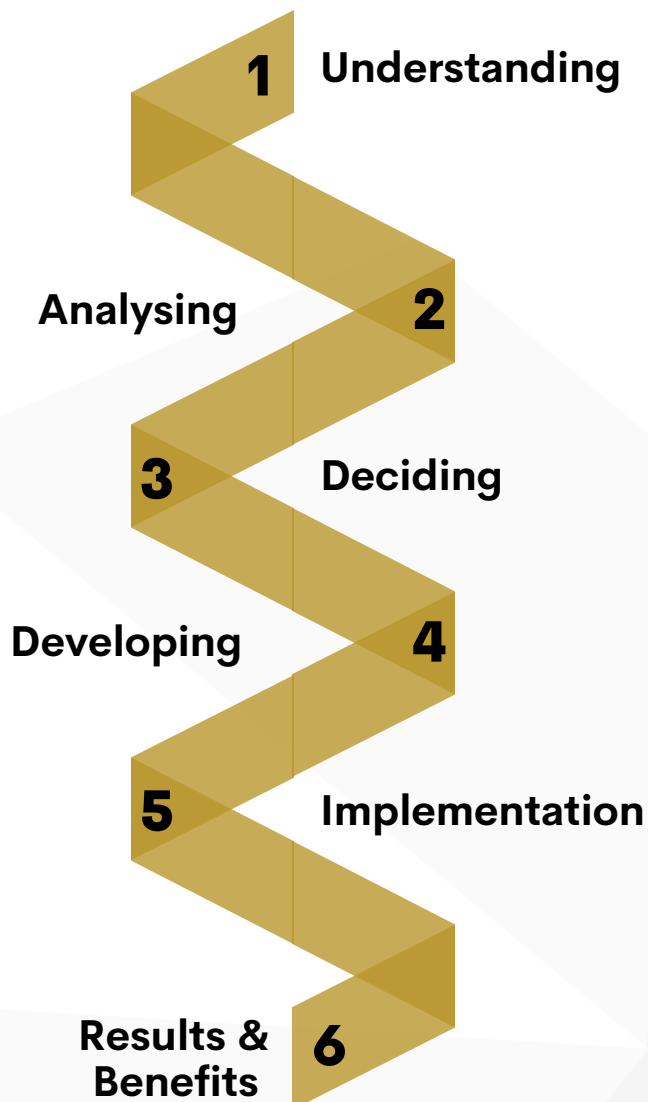 1 Understanding
Analysing 2
3 Deciding
Developing 4
5 Implementation
Results & 6
Benefits